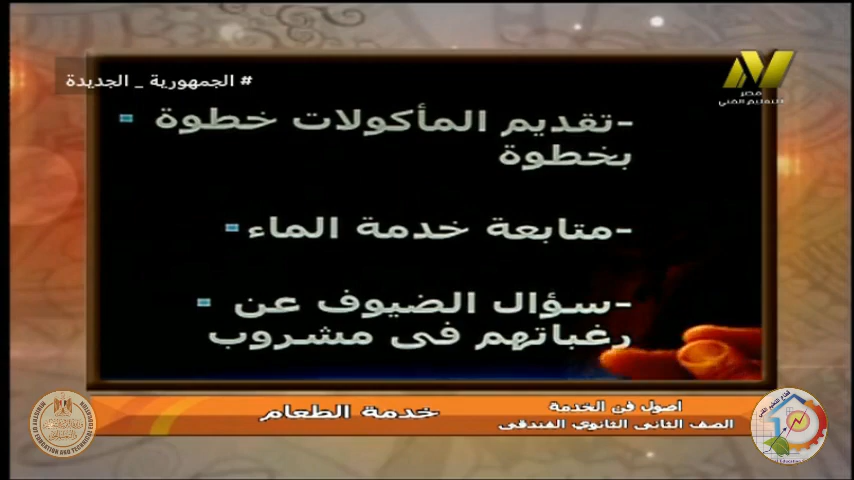 # الجمهورية _ الجديدة
مصر
التعليم الفني
-تقديم المأكولات خطوة
بخطوة
-متابعة خدمة الماء
-سؤال الضيوف عن
رغباتهم فى مشروب
أصول فن الخدمة
خدمة الطعام
الصف الثانى الثانوي الفندقى